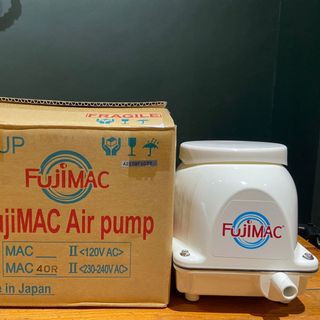 UP
FRAGILE
FUJIMAC
FujiMAC Air pump
MAC ___ II <120V AC>
MAC 40R II <230-240V AC>
in Japan
FUJIMAC